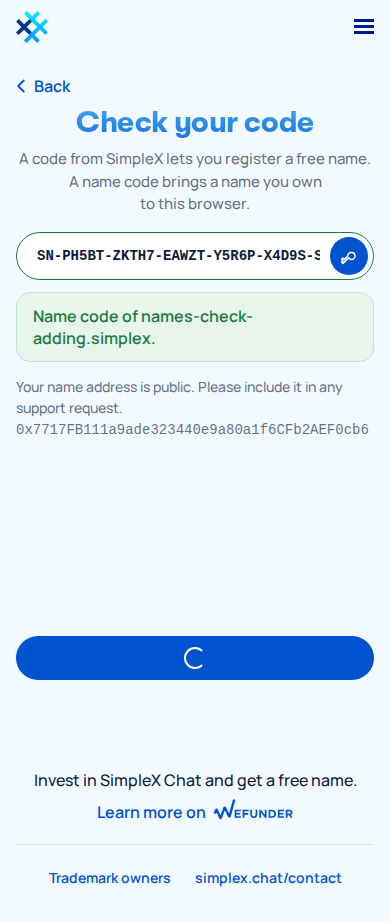 Back
Check your code
A code from SimpleX lets you register a free name.
A name code brings a name you own
to this browser.
SN-PH5BT-ZKTH7-EAWZT-Y5R6P-X4D9S-S
Name code of names-check-
adding.simplex.
Your name address is public. Please include it in any
support request.
0x7717FB111a9ade323440e9a80a1f6CFb2AEF0cb6
Invest in SimpleX Chat and get a free name.
Learn more on WEFUNDER
Trademark owners simplex.chat/contact